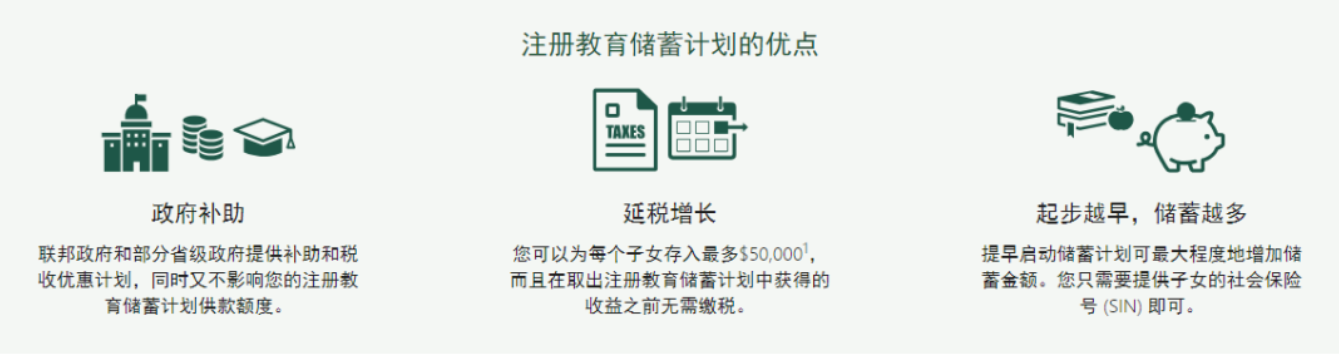 注册教育储蓄计划的优点
TAXES
政府补助
联邦政府和部分省级政府提供补助和税
收优惠计划，同时又不影响您的注册教
育储蓄计划供款额度。
延税增长
您可以为每个子女存入最多$50,000¹，
而且在取出注册教育储蓄计划中获得的
收益之前无需缴税。
起步越早，储蓄越多
提早启动储蓄计划可最大程度地增加储
蓄金额。您只需要提供子女的社会保险
号 (SIN) 即可。